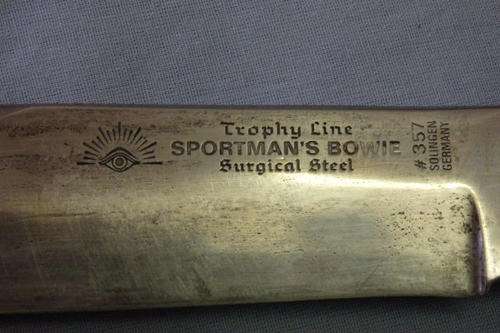 Trophy Line
SPORTMAN'S BOWIE
Surgical Steel
# 357
SOLINGEN
GERMANY